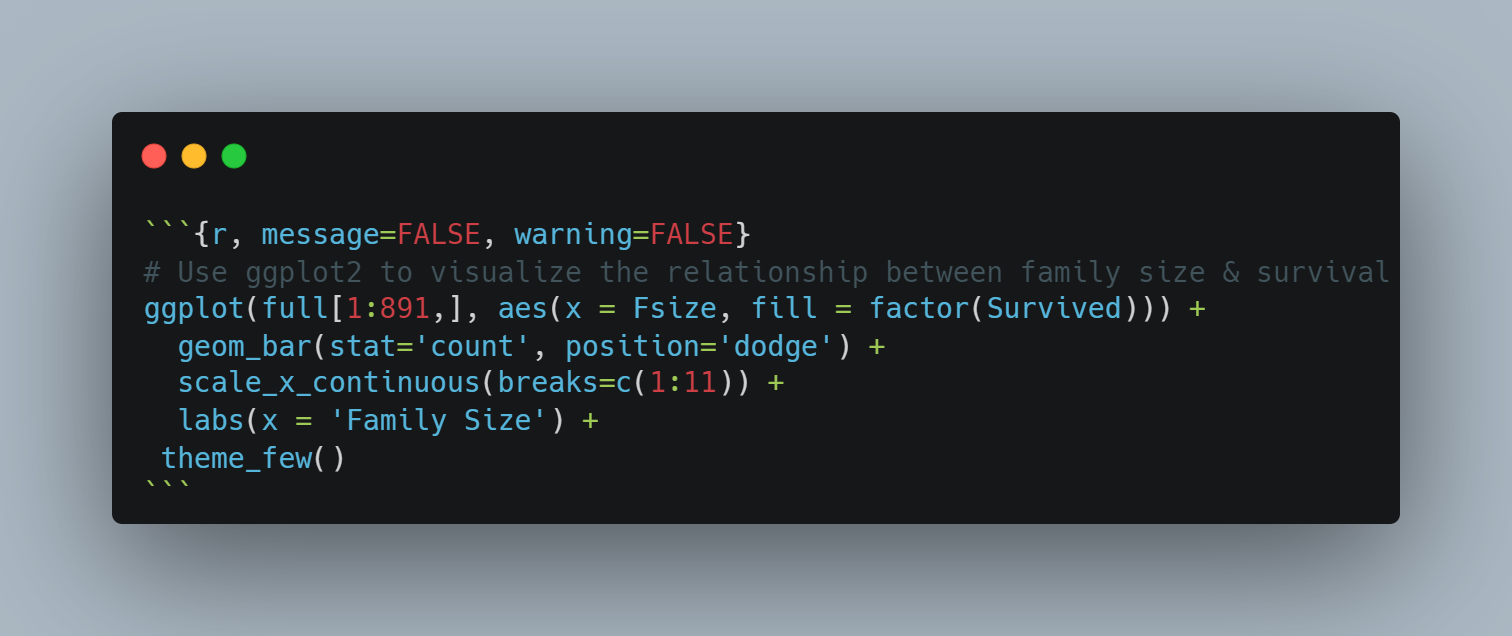 ```{r, message=FALSE, warning=FALSE}
# Use ggplot2 to visualize the relationship between family size & survival
ggplot(full[1:891,], aes(x = Fsize, fill = factor(Survived))) +
  geom_bar(stat='count', position='dodge') +
  scale_x_continuous(breaks=c(1:11)) +
  labs(x = 'Family Size') +
 theme_few()
```